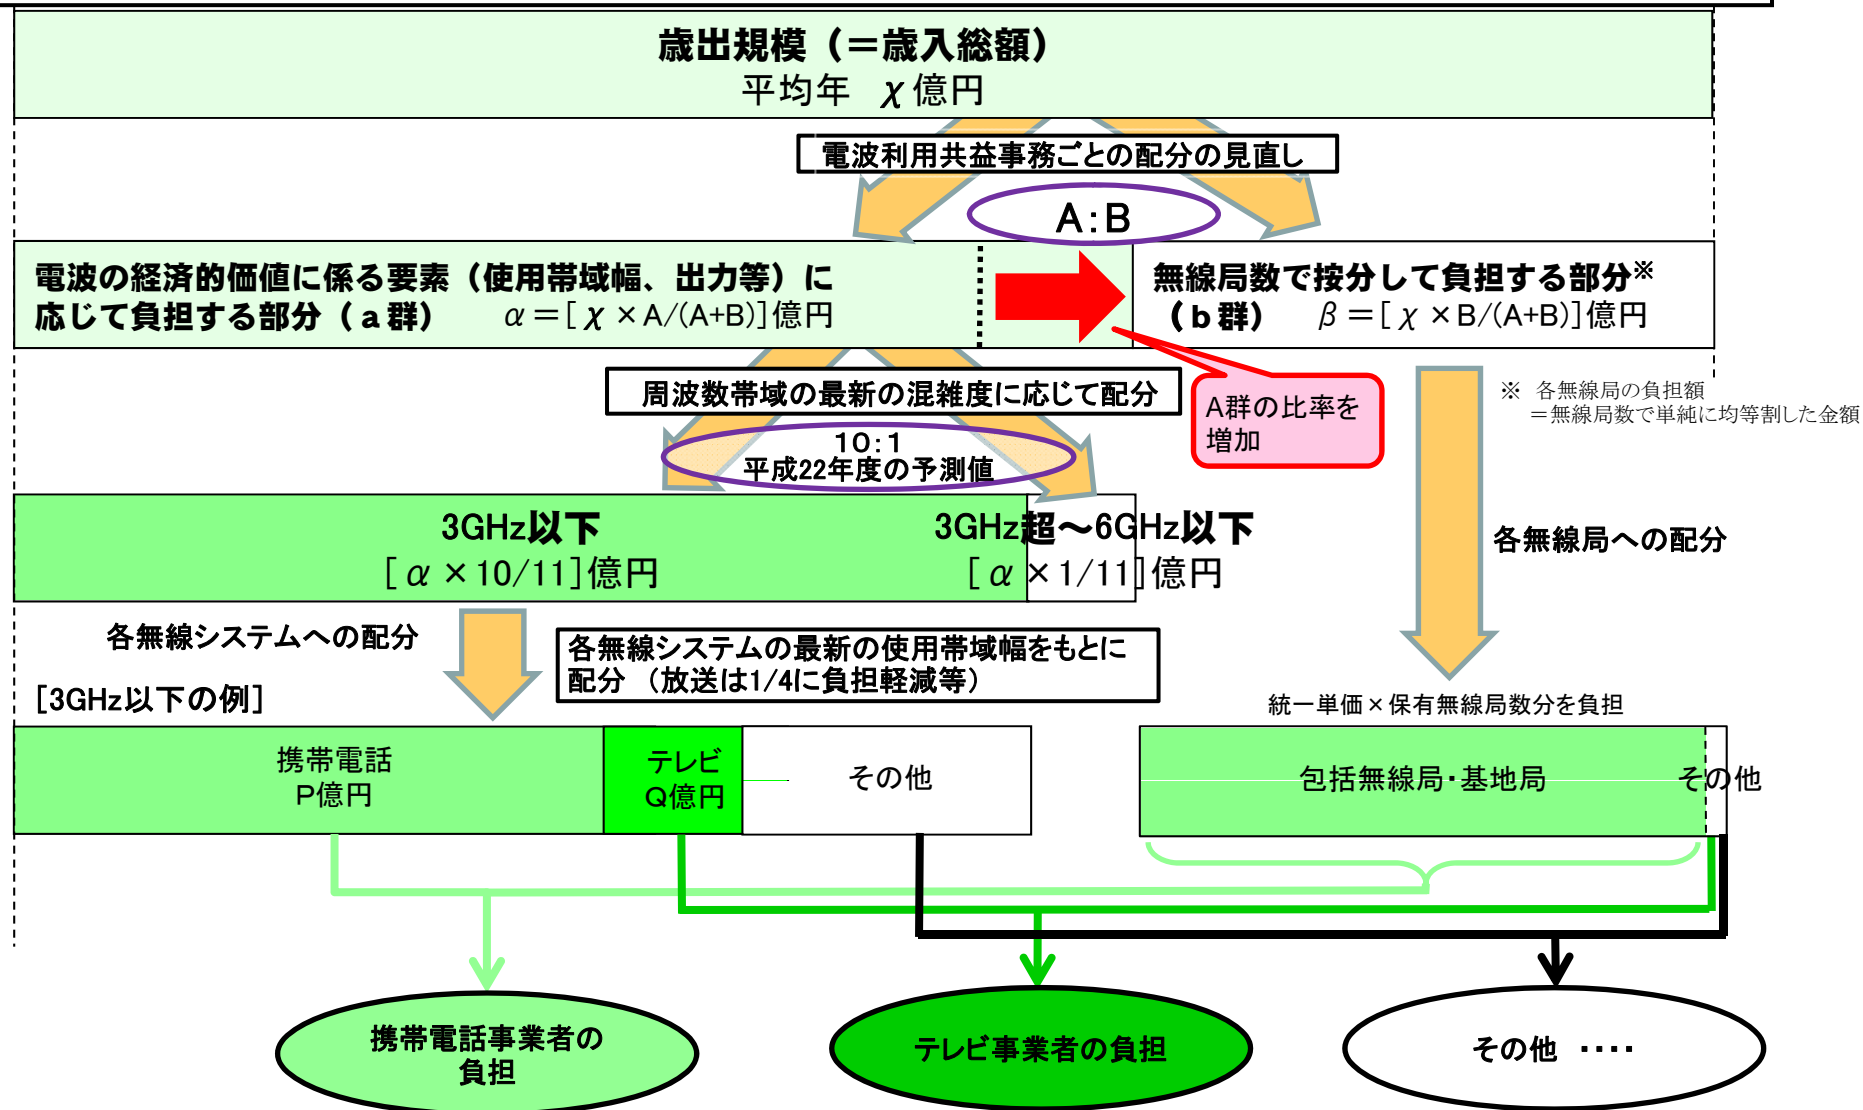 歳出規模（＝歳入総額）
平均年　χ億円
電波利用共益事務ごとの配分の見直し
A：B
電波の経済的価値に係る要素（使用帯域幅、出力等）に
応じて負担する部分（ａ群）　α＝[χ×A/(A+B)]億円
無線局数で按分して負担する部分※
（ｂ群）　β＝[χ×B/(A+B)]億円
周波数帯域の最新の混雑度に応じて配分
A群の比率を
増加
※　各無線局の負担額
＝無線局数で単純に均等割した金額
10：1
平成22年度の予測値
3GHz以下
[α×10/11]億円
3GHz超～6GHz以下
[α×1/11]億円
各無線局への配分
各無線システムへの配分
各無線システムの最新の使用帯域幅をもとに
配分　（放送は1/4に負担軽減等）
[3GHz以下の例]
統一単価×保有無線局数分を負担
携帯電話
P億円
テレビ
Q億円
その他
包括無線局・基地局
その他
携帯電話事業者の
負担
テレビ事業者の負担
その他　････